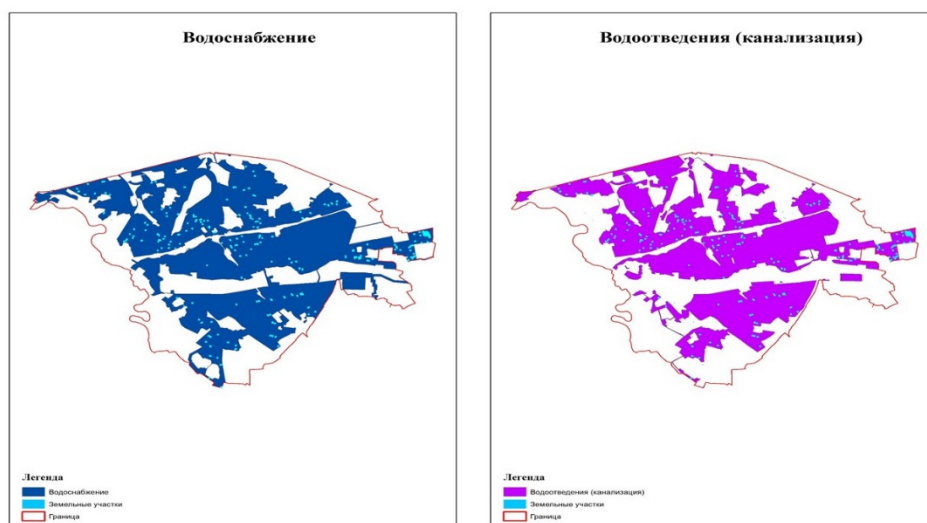 Водоснабжение
Легенда
Водоснабжение
Земельные участки
Граница
Водоотведения (канализация)
Легенда
Водоотведения (канализация)
Земельные участки
Граница